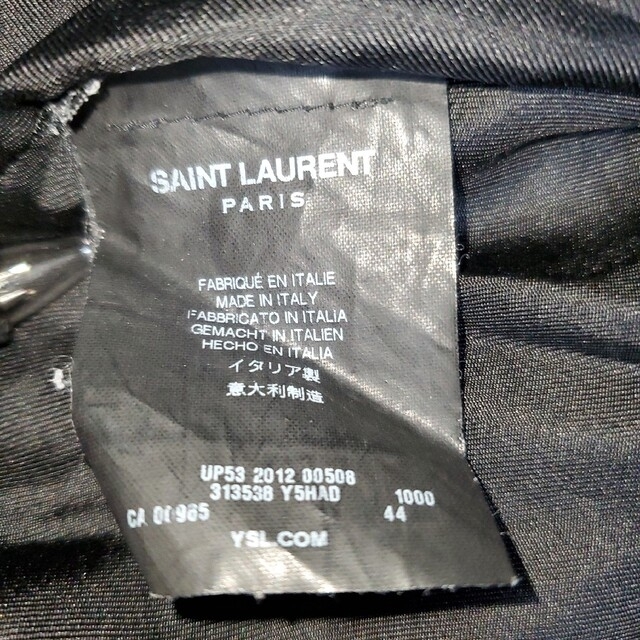 SAINT LAURENT
PARIS
FABRIQUÉ EN ITALIE
MADE IN ITALY
FABBRICATO IN ITALIA
GEMACHT IN ITALIEN
HECHO EN ITALIA
イタリア製
意大利制造
UP53 2012 00508
313538 Y5HAD 1000
CA 00965 44
YSL.COM